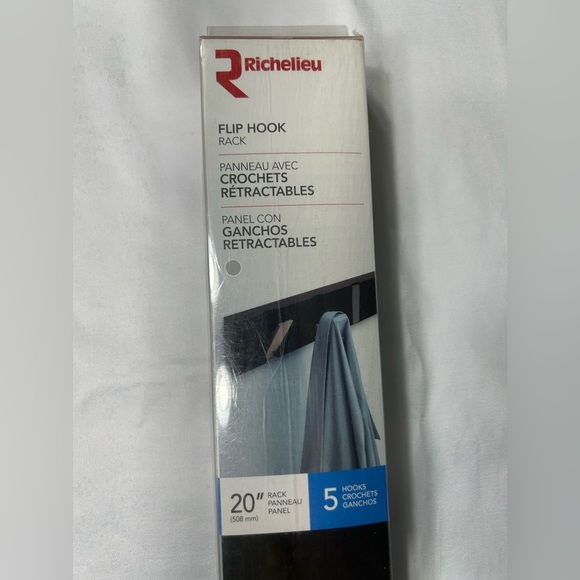 Richelieu
FLIP HOOK
RACK
PANNEAU AVEC
CROCHETS
RÉTRACTABLES
PANEL CON
GANCHOS
RETRACTABLES
20"
(508 mm)
RACK
PANNEAU
PANEL
5
HOOKS
CROCHETS
GANCHOS